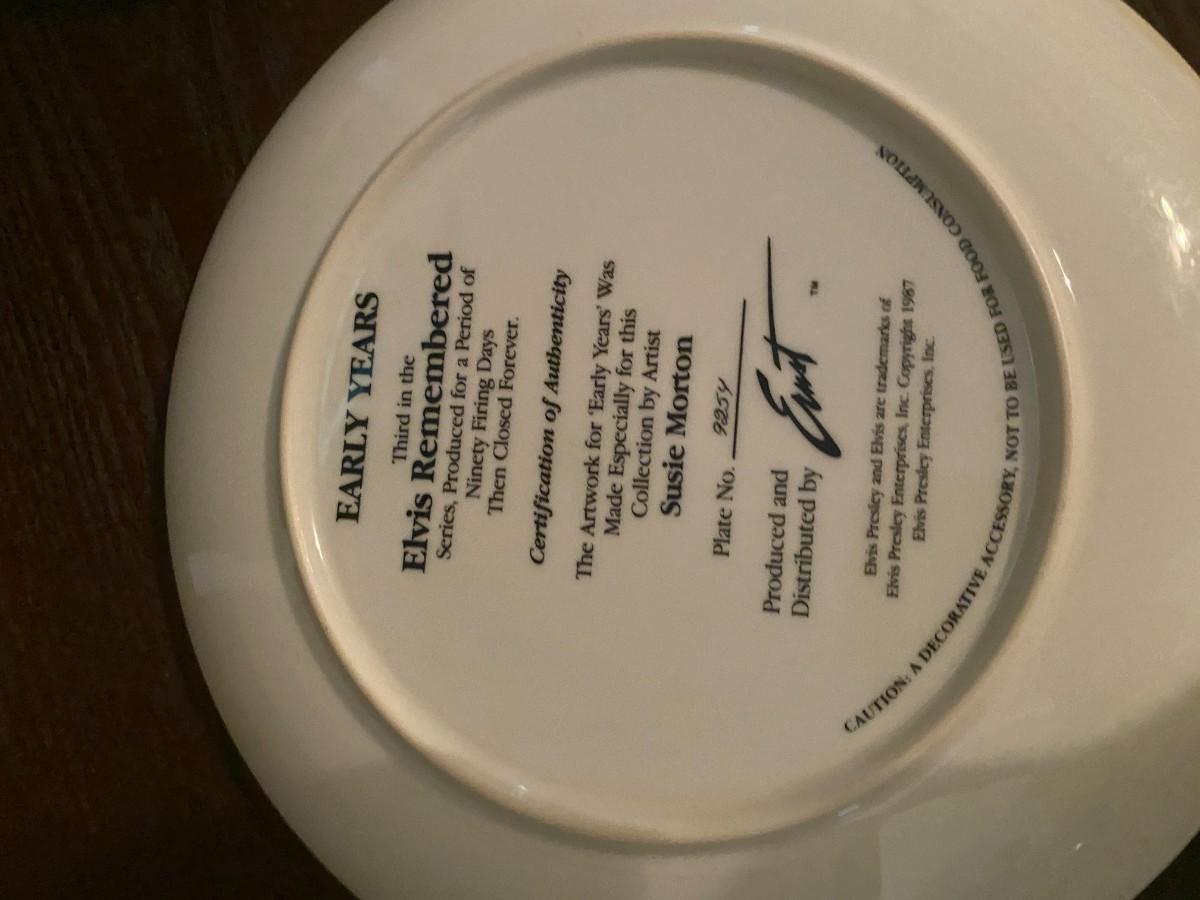 EARLY YEARS
Third in the
Elvis Remembered
Series, Produced for a Period of
Ninety Firing Days
Then Closed Forever.
Certification of Authenticity
The Artwork for 'Early Years' Was
Made Especially for this
Collection by Artist
Susie Morton
Plate No. 9254
Produced and
Distributed by Ernst ™
Elvis Presley and Elvis are trademarks of
Elvis Presley Enterprises, Inc. Copyright 1987
Elvis Presley Enterprises, Inc.
CAUTION: A DECORATIVE ACCESSORY, NOT TO BE USED FOR FOOD CONSUMPTION